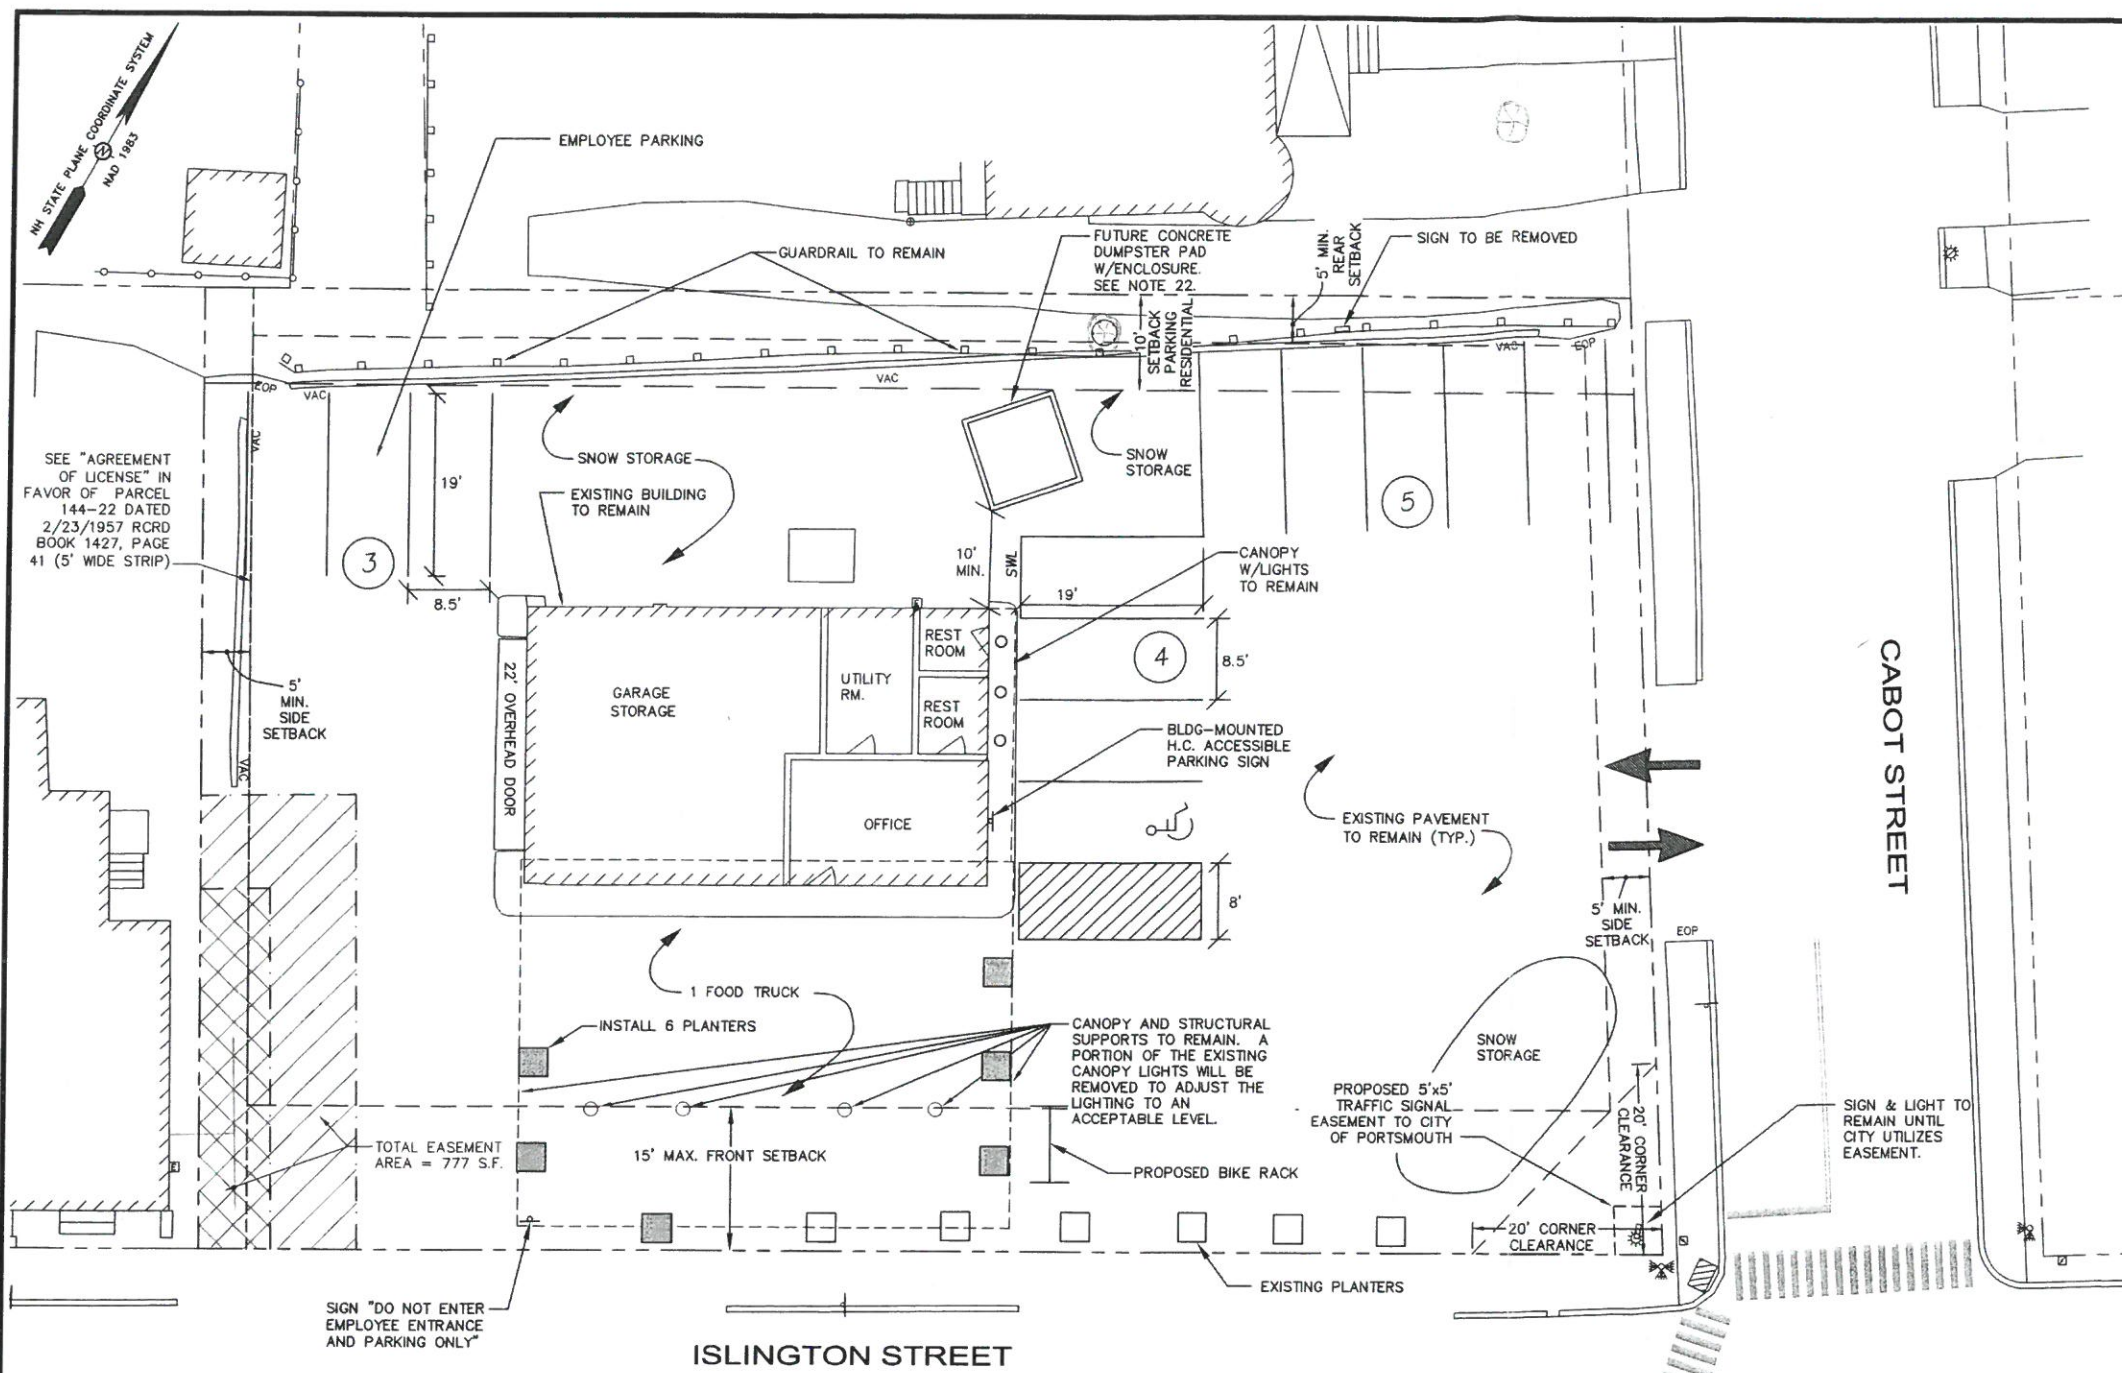 NH STATE PLANE COORDINATE SYSTEM
NAD 1983
N
EMPLOYEE PARKING
GUARDRAIL TO REMAIN
FUTURE CONCRETE
DUMPSTER PAD
W/ENCLOSURE.
SEE NOTE 22.
5' MIN.
REAR
SETBACK
SIGN TO BE REMOVED
10'
SETBACK
PARKING
RESIDENTIAL
EOP
VAC
VAC
VAC
EOP
VAC
SEE "AGREEMENT
OF LICENSE" IN
FAVOR OF PARCEL
144-22 DATED
2/23/1957 RCRD
BOOK 1427, PAGE
41 (5' WIDE STRIP)
19'
SNOW STORAGE
SNOW
STORAGE
EXISTING BUILDING
TO REMAIN
3
8.5'
5
10'
MIN.
SWL
CANOPY
W/LIGHTS
TO REMAIN
19'
4
8.5'
5'
MIN.
SIDE
SETBACK
VAC
22' OVERHEAD DOOR
GARAGE
STORAGE
UTILITY
RM.
REST
ROOM
REST
ROOM
OFFICE
BLDG-MOUNTED
H.C. ACCESSIBLE
PARKING SIGN
EXISTING PAVEMENT
TO REMAIN (TYP.)
CABOT STREET
8'
5' MIN.
SIDE
SETBACK
EOP
1 FOOD TRUCK
INSTALL 6 PLANTERS
CANOPY AND STRUCTURAL
SUPPORTS TO REMAIN. A
PORTION OF THE EXISTING
CANOPY LIGHTS WILL BE
REMOVED TO ADJUST THE
LIGHTING TO AN
ACCEPTABLE LEVEL.
SNOW
STORAGE
PROPOSED 5'x5'
TRAFFIC SIGNAL
EASEMENT TO CITY
OF PORTSMOUTH
20' CORNER
CLEARANCE
SIGN & LIGHT TO
REMAIN UNTIL
CITY UTILIZES
EASEMENT.
TOTAL EASEMENT
AREA = 777 S.F.
15' MAX. FRONT SETBACK
PROPOSED BIKE RACK
20' CORNER
CLEARANCE
EXISTING PLANTERS
SIGN "DO NOT ENTER
EMPLOYEE ENTRANCE
AND PARKING ONLY"
ISLINGTON STREET